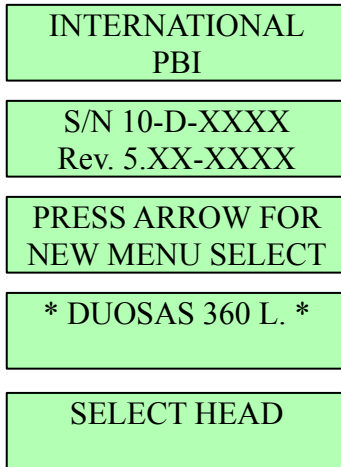 INTERNATIONAL
PBI
S/N 10-D-XXXX
Rev. 5.XX-XXXX
PRESS ARROW FOR
NEW MENU SELECT
* DUOSAS 360 L. *
SELECT HEAD